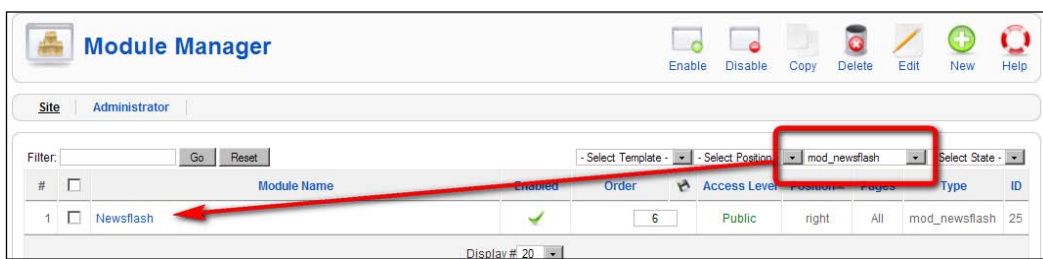 Module Manager
Enable Disable Copy Delete Edit New Help
Site Administrator
Filter: Go Reset - Select Template - - Select Position mod_newsflash Select State -
# Module Name Enabled Order Access Level Position Pages Type ID
1 Newsflash 6 Public right All mod_newsflash 25
Display # 20